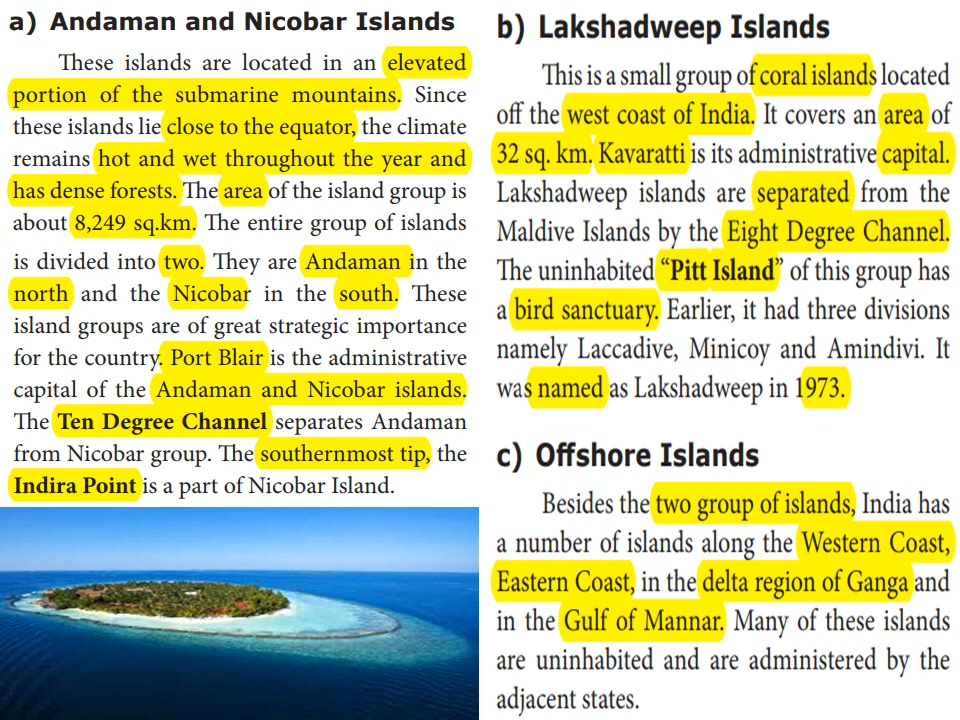 a) Andaman and Nicobar Islands
These islands are located in an elevated
portion of the submarine mountains. Since
these islands lie close to the equator, the climate
remains hot and wet throughout the year and
has dense forests. The area of the island group is
about 8,249 sq.km. The entire group of islands
is divided into two. They are Andaman in the
north and the Nicobar in the south. These
island groups are of great strategic importance
for the country. Port Blair is the administrative
capital of the Andaman and Nicobar islands.
The Ten Degree Channel separates Andaman
from Nicobar group. The southernmost tip, the
Indira Point is a part of Nicobar Island.
b) Lakshadweep Islands
This is a small group of coral islands located
off the west coast of India. It covers an area of
32 sq. km. Kavaratti is its administrative capital.
Lakshadweep islands are separated from the
Maldive Islands by the Eight Degree Channel.
The uninhabited “Pitt Island” of this group has
a bird sanctuary. Earlier, it had three divisions
namely Laccadive, Minicoy and Amindivi. It
was named as Lakshadweep in 1973.
c) Offshore Islands
Besides the two group of islands, India has
a number of islands along the Western Coast,
Eastern Coast, in the delta region of Ganga and
in the Gulf of Mannar. Many of these islands
are uninhabited and are administered by the
adjacent states.